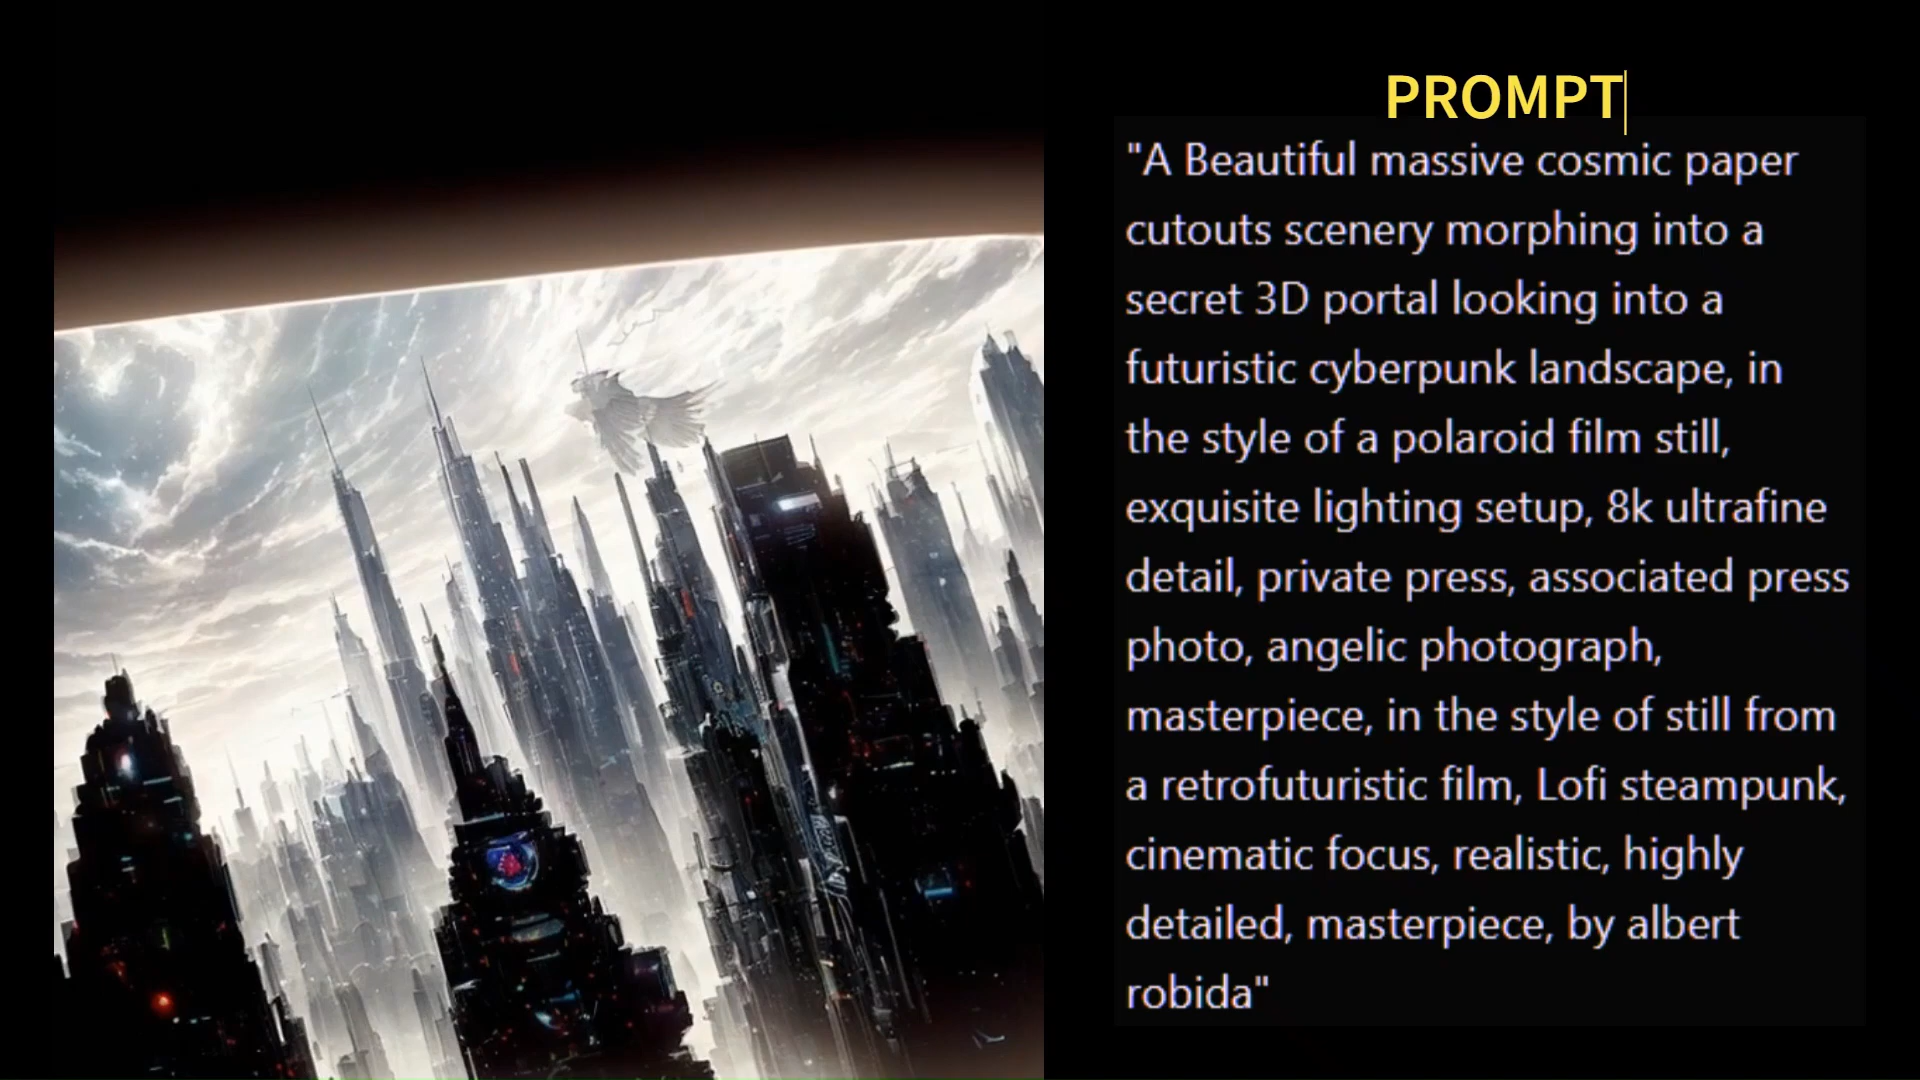 PROMPT
"A Beautiful massive cosmic paper
cutouts scenery morphing into a
secret 3D portal looking into a
futuristic cyberpunk landscape, in
the style of a polaroid film still,
exquisite lighting setup, 8k ultrafine
detail, private press, associated press
photo, angelic photograph,
masterpiece, in the style of still from
a retrofuturistic film, Lofi steampunk,
cinematic focus, realistic, highly
detailed, masterpiece, by albert
robida"